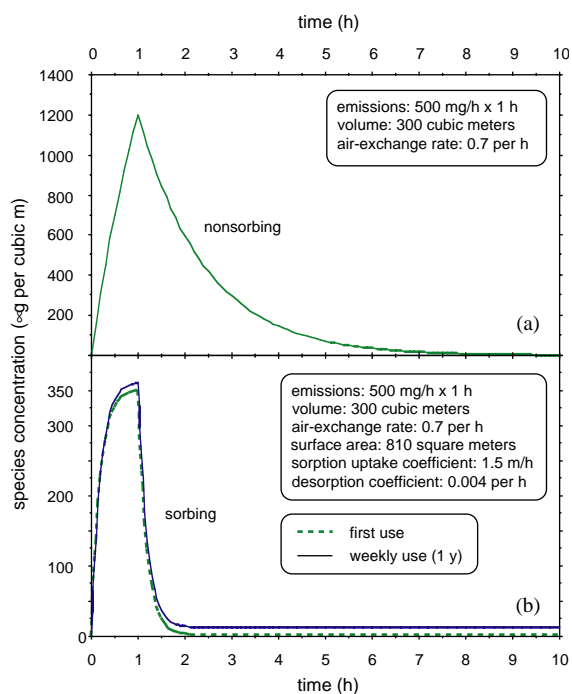 time (h)
0 1 2 3 4 5 6 7 8 9 10
1400
1200
1000
800
600
400
200
emissions: 500 mg/h x 1 h
volume: 300 cubic meters
air-exchange rate: 0.7 per h
nonsorbing
(a)
species concentration (∝g per cubic m)
350
300
250
200
150
100
50
0
emissions: 500 mg/h x 1 h
volume: 300 cubic meters
air-exchange rate: 0.7 per h
surface area: 810 square meters
sorption uptake coefficient: 1.5 m/h
desorption coefficient: 0.004 per h
sorbing
first use
weekly use (1 y)
(b)
0 1 2 3 4 5 6 7 8 9 10
time (h)